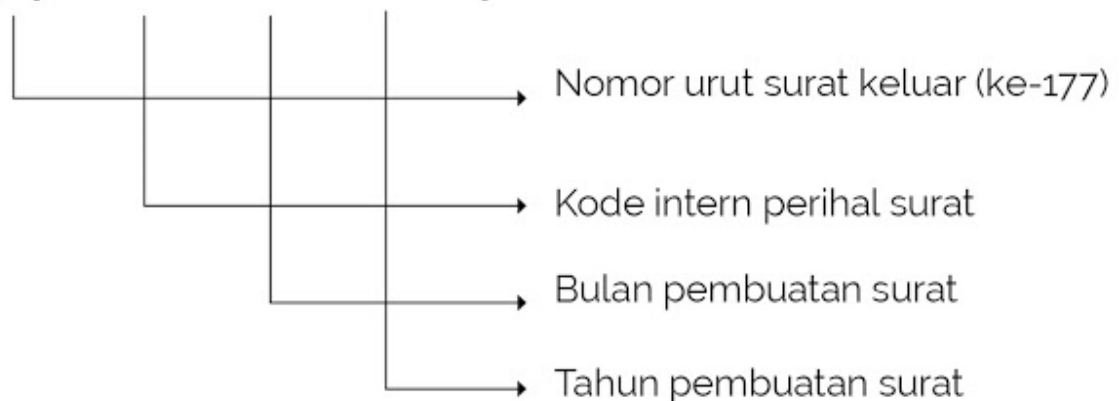 Nomor urut surat keluar (ke-177)
Kode intern perihal surat
Bulan pembuatan surat
Tahun pembuatan surat